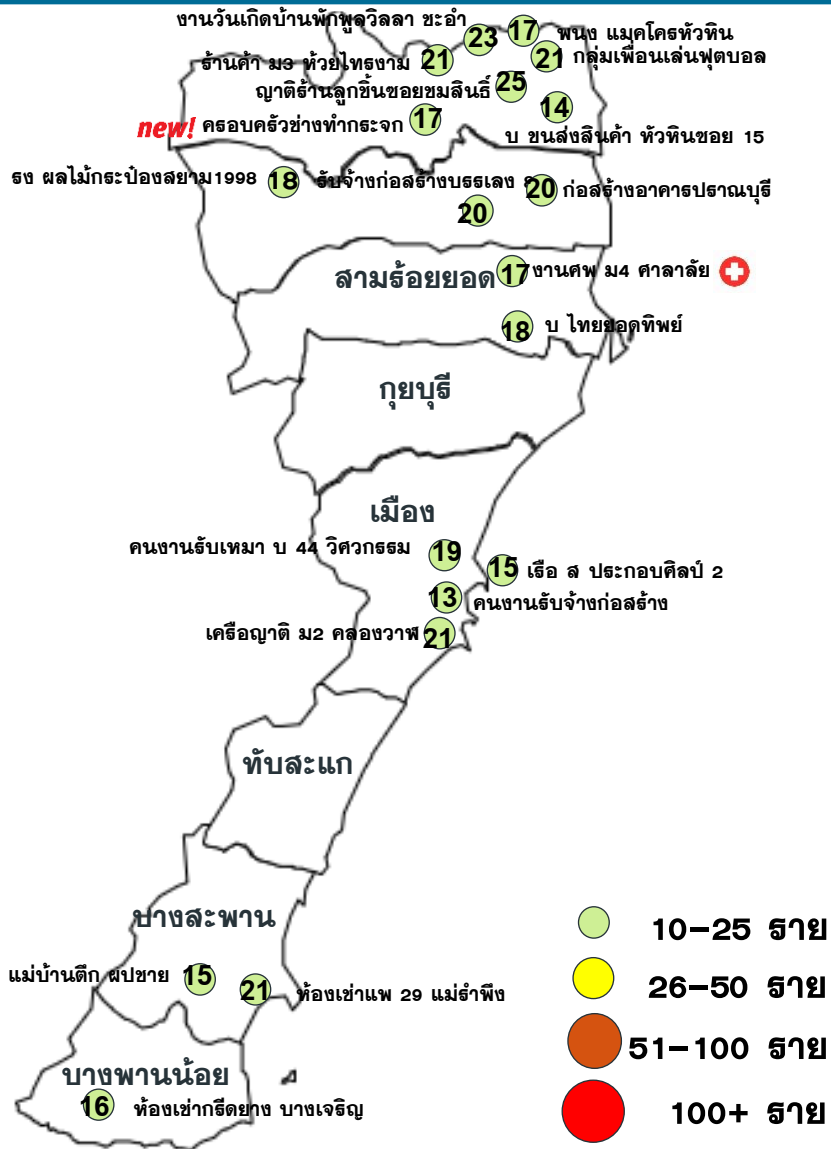 งานวันเกิดบ้านพักพูลวิลลา ชะอำ
23
17
พนง แมคโครหัวหิน
ร้านค้า ม3 ห้วยไทรงาม
21
21
กลุ่มเพื่อนเล่นฟุตบอล
ญาติร้านลูกชิ้นซอยชมสินธิ์
25
14
new! ครอบครัวช่างทำกระจก
17
บ ขนส่งสินค้า หัวหินซอย 15
รง ผลไม้กระป๋องสยาม1998
18
รับจ้างก่อสร้างบรรเลง
20
ก่อสร้างอาคารปราณบุรี
20
สามร้อยยอด
17
งานศพ ม4 ศาลาลัย
18
บ ไทยยอดทิพย์
กุยบุรี
เมือง
คนงานรับเหมา บ 44 วิศวกรรม
19
15
เรือ ส ประกอบศิลป์ 2
13
คนงานรับจ้างก่อสร้าง
เครือญาติ ม2 คลองวาฬ
21
ทับสะแก
บางสะพาน
แม่บ้านตึก ผปชาย
15
21
ห้องเช่าแพ 29 แม่รำพึง
บางพานน้อย
16
ห้องเช่ากรีดยาง บางเจริญ
10-25 ราย
26-50 ราย
51-100 ราย
100+ ราย